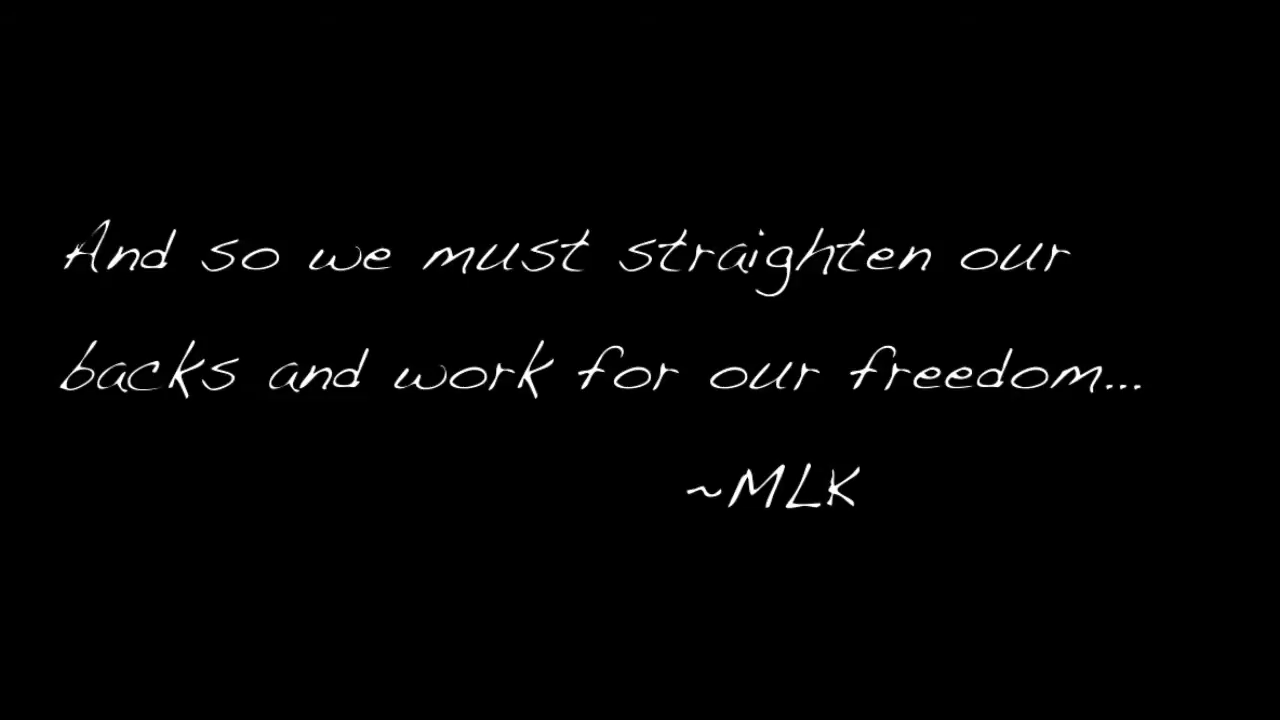 And so we must straighten our
backs and work for our freedom...
~MLK